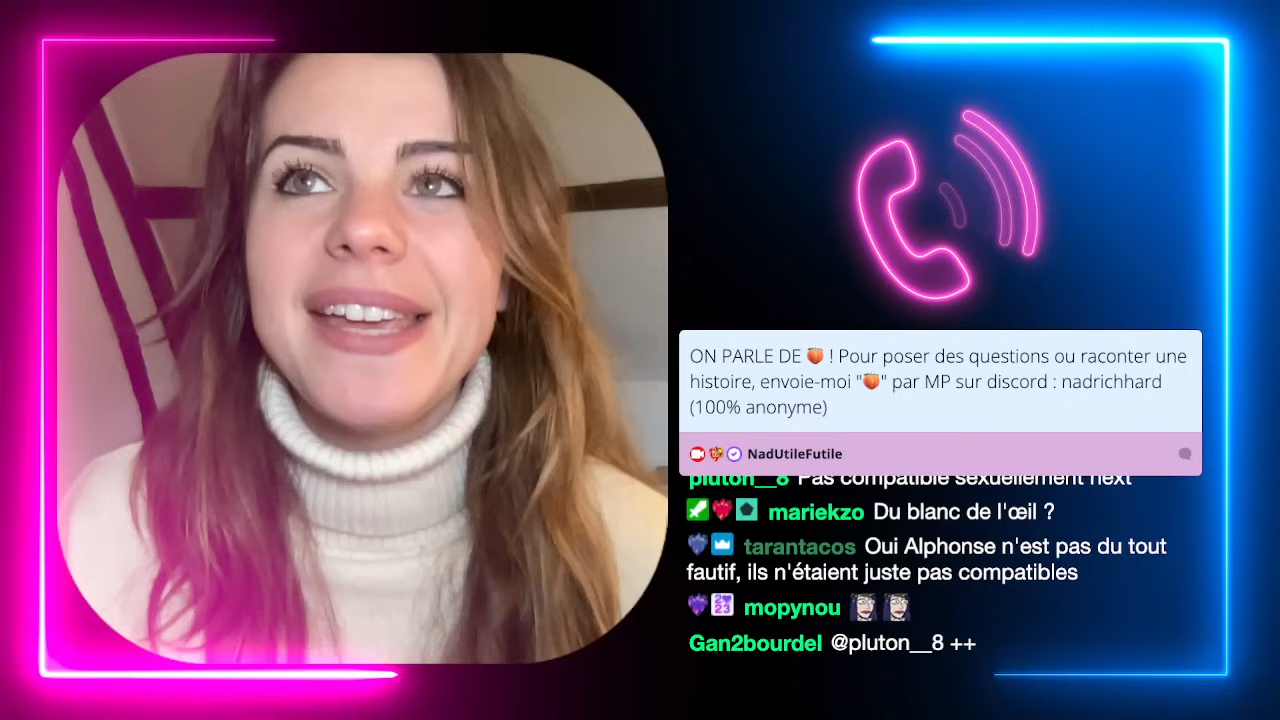 ON PARLE DE 🍑 ! Pour poser des questions ou raconter une
histoire, envoie-moi "🍑" par MP sur discord : nadrichhard
(100% anonyme)
NadUtileFutile
pluton__8 Pas compatible sexuellement next
mariekzo Du blanc de l'œil ?
tarantacos Oui Alphonse n'est pas du tout
fautif, ils n'étaient juste pas compatibles
mopynou
Gan2bourdel @pluton__8 ++